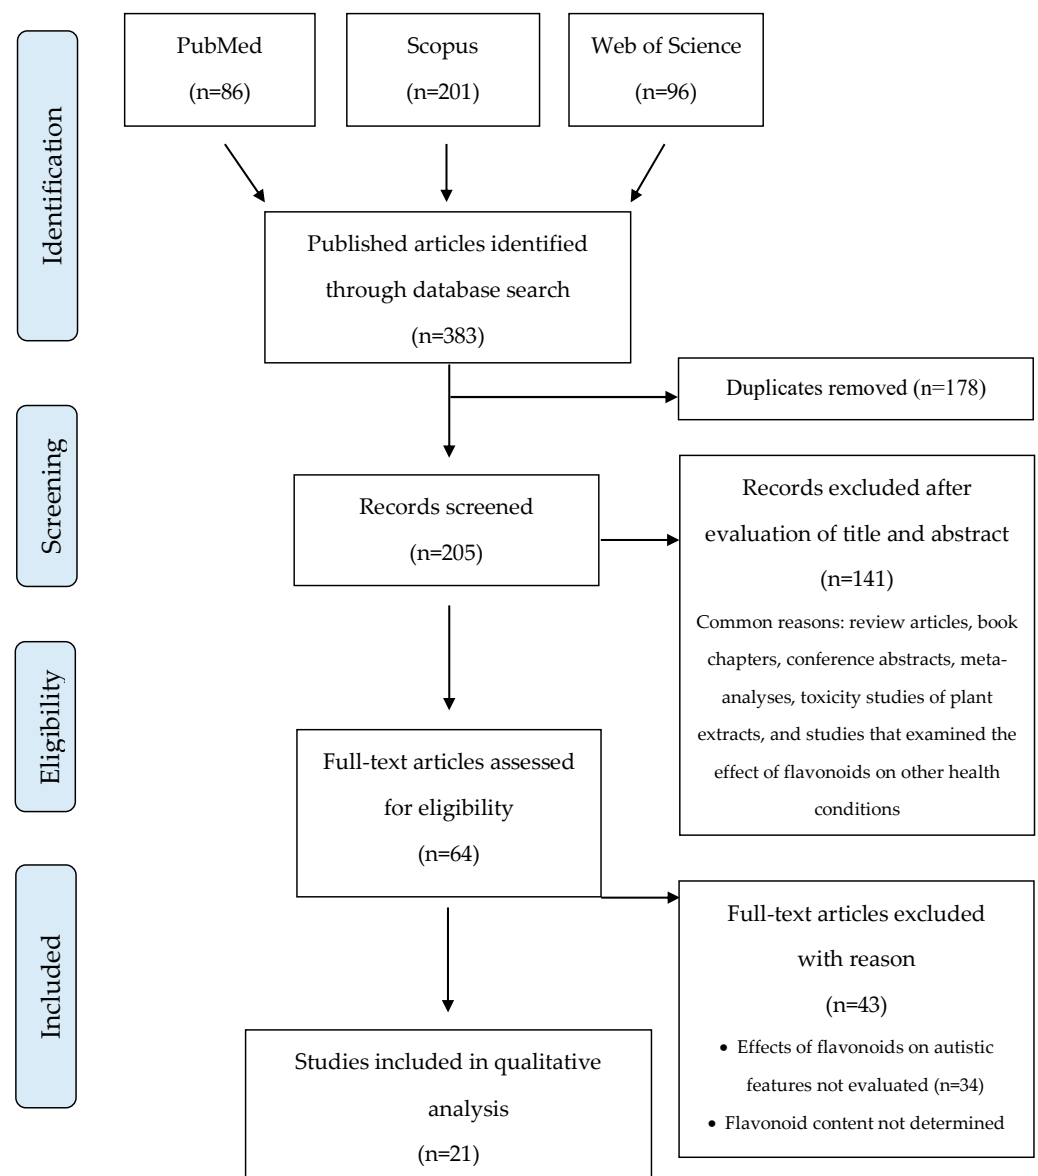 PubMed
(n=86)
Scopus
(n=201)
Web of Science
(n=96)
Identification
Published articles identified
through database search
(n=383)
Duplicates removed (n=178)
Screening
Records screened
(n=205)
Records excluded after
evaluation of title and abstract
(n=141)
Common reasons: review articles, book
chapters, conference abstracts, meta-
analyses, toxicity studies of plant
extracts, and studies that examined the
effect of flavonoids on other health
conditions
Eligibility
Full-text articles assessed
for eligibility
(n=64)
Full-text articles excluded
with reason
(n=43)
• Effects of flavonoids on autistic
features not evaluated (n=34)
• Flavonoid content not determined
Included
Studies included in qualitative
analysis
(n=21)